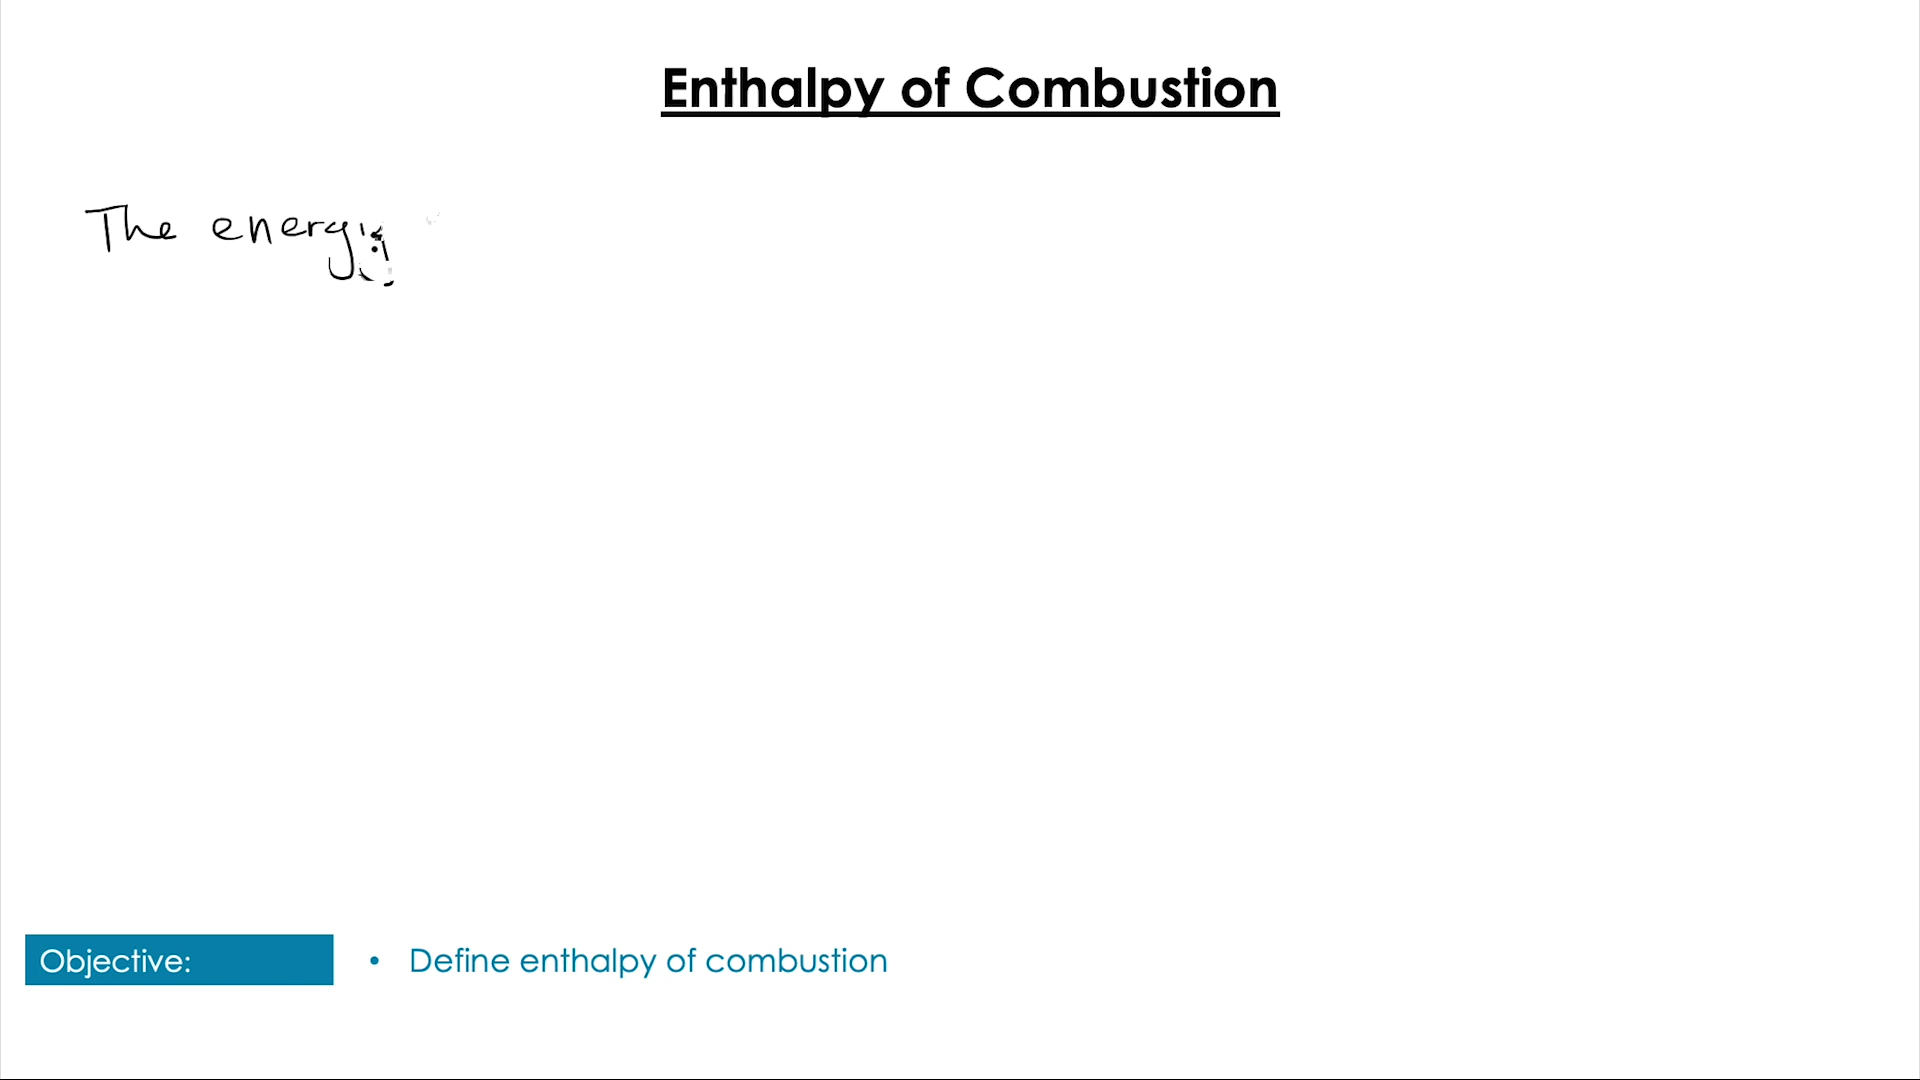 Enthalpy of Combustion
The energy
Objective: • Define enthalpy of combustion